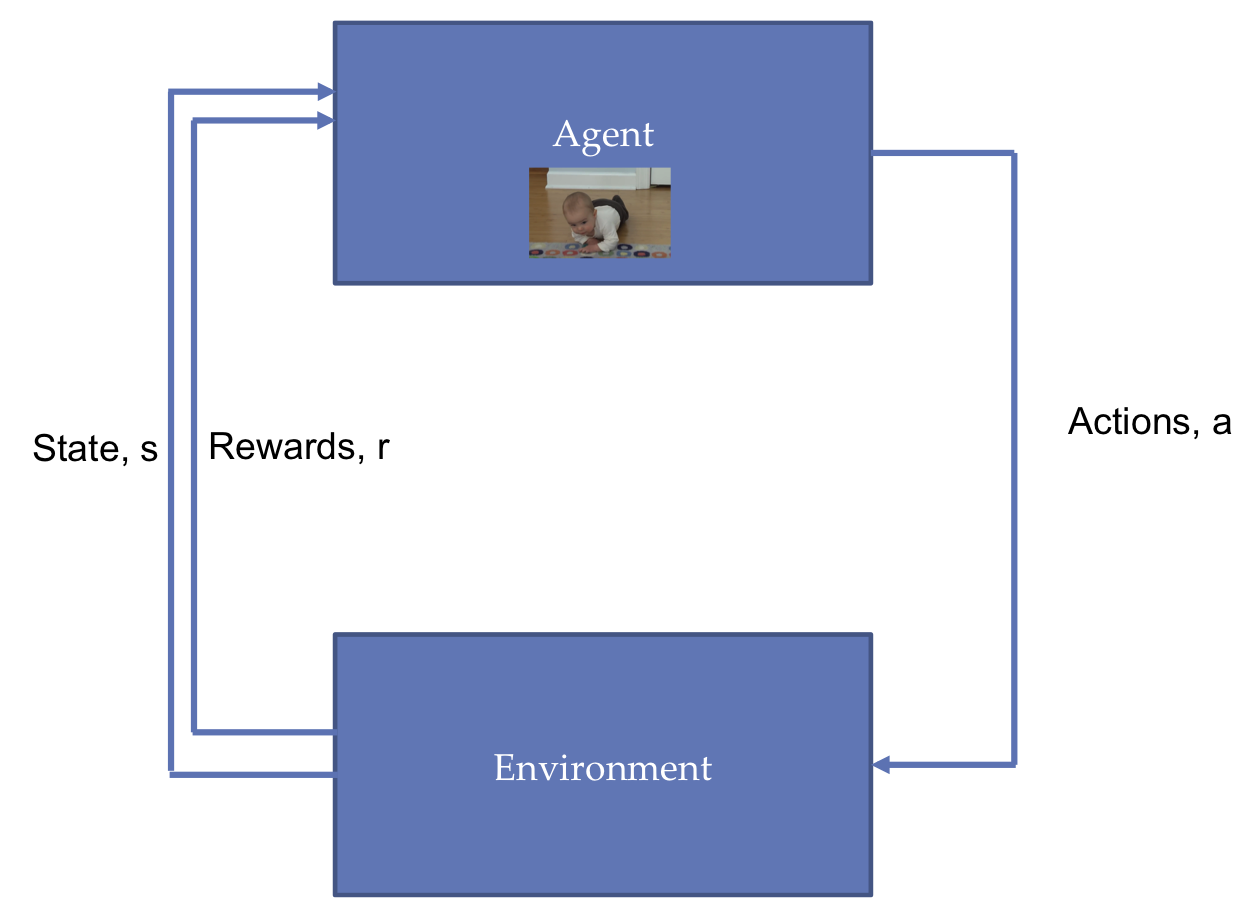 Agent
State, s
Rewards, r
Actions, a
Environment